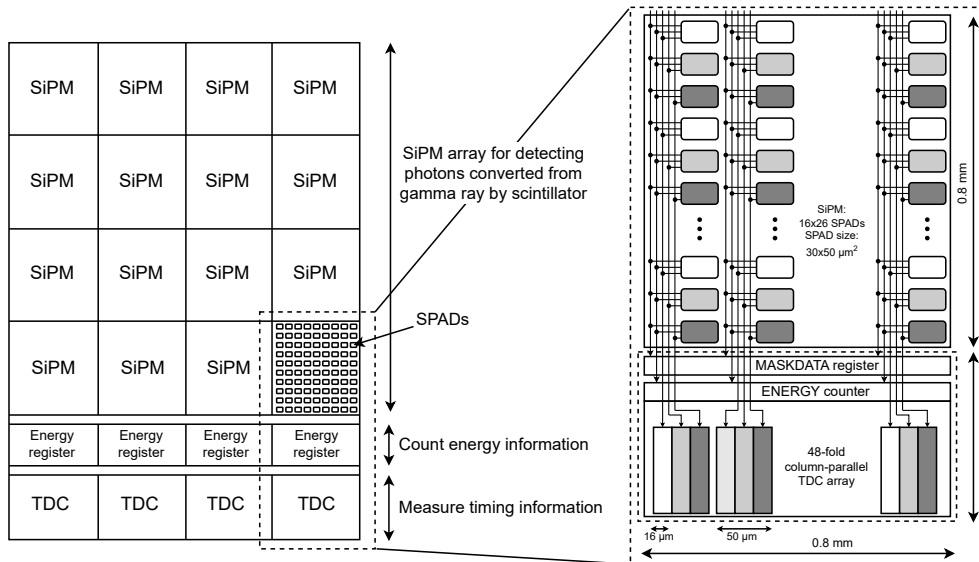 SiPM SiPM SiPM SiPM
SiPM SiPM SiPM SiPM
SiPM SiPM SiPM SiPM
SiPM SiPM SiPM
Energy register Energy register Energy register Energy register
TDC TDC TDC TDC
SiPM array for detecting
photons converted from
gamma ray by scintillator
SPADs
Count energy information
Measure timing information
SiPM:
16x26 SPADs
SPAD size:
30x50 μm²
0.8 mm
MASKDATA register
ENERGY counter
48-fold
column-parallel
TDC array
16 μm
50 μm
0.8 mm